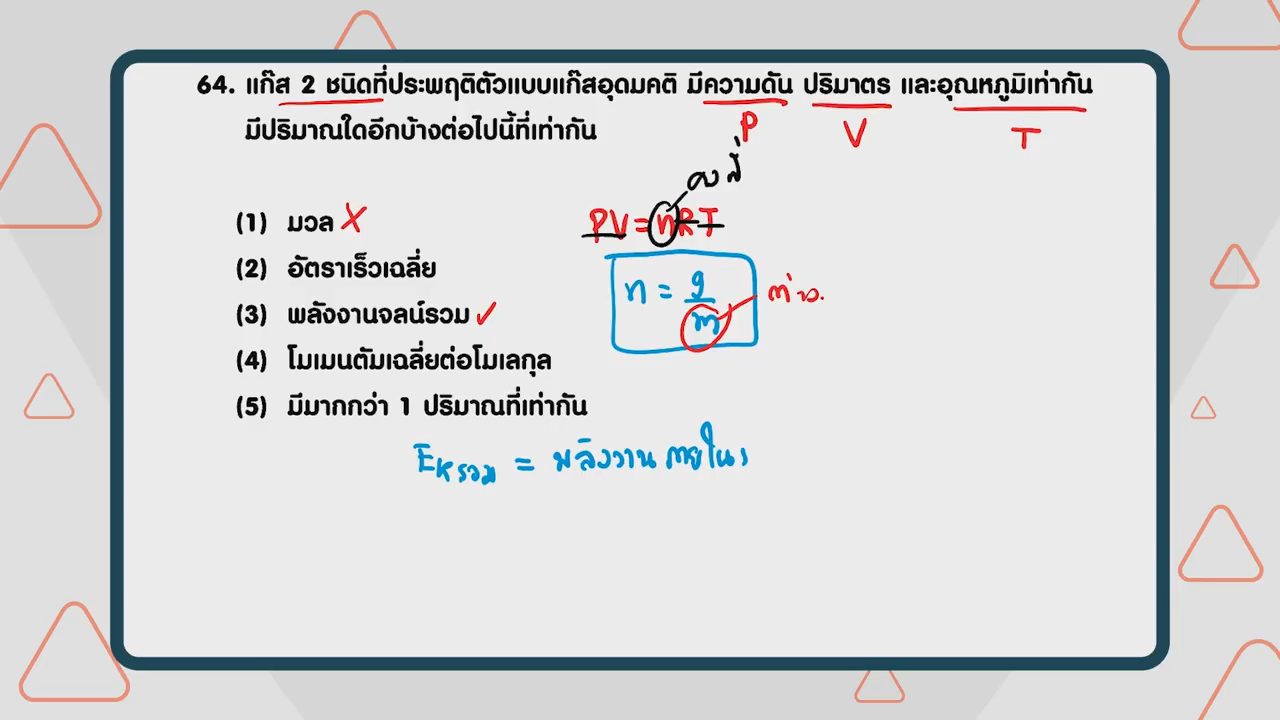 64. แก๊ส 2 ชนิดที่ประพฤติตัวแบบแก๊สอุดมคติ มีความดัน ปริมาตร และอุณหภูมิเท่ากัน
มีปริมาณใดอีกบ้างต่อไปนี้ที่เท่ากัน
P V T
คงที่
(1) มวล X
PV = nRT
(2) อัตราเร็วเฉลี่ย
n = g/m
(3) พลังงานจลน์รวม ✓
(4) โมเมนตัมเฉลี่ยต่อโมเลกุล
(5) มีมากกว่า 1 ปริมาณที่เท่ากัน
Ekรวม = พลังงานภายใน